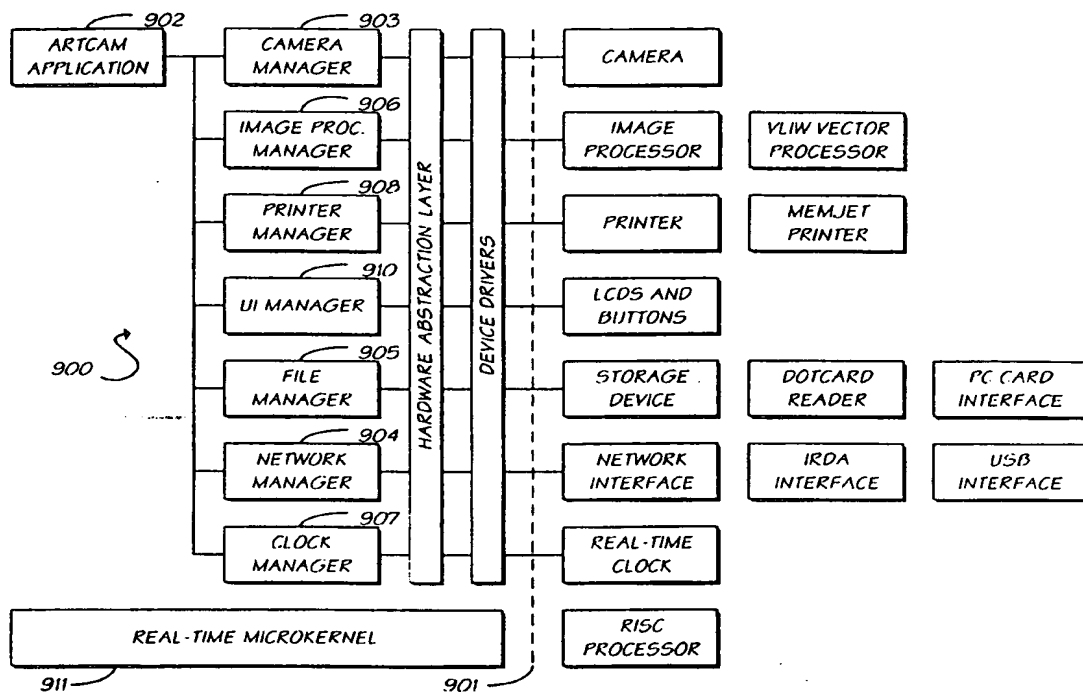 902
903
ARTCAM
APPLICATION
CAMERA
MANAGER
CAMERA
906
IMAGE PROC.
MANAGER
IMAGE
PROCESSOR
VLIW VECTOR
PROCESSOR
908
PRINTER
MANAGER
PRINTER
MEMJET
PRINTER
910
UI MANAGER
LCDS AND
BUTTONS
900
905
FILE
MANAGER
STORAGE
DEVICE
DOTCARD
READER
PC CARD
INTERFACE
904
NETWORK
MANAGER
NETWORK
INTERFACE
IRDA
INTERFACE
USB
INTERFACE
907
CLOCK
MANAGER
REAL-TIME
CLOCK
HARDWARE ABSTRACTION LAYER
DEVICE DRIVERS
REAL-TIME MICROKERNEL
RISC
PROCESSOR
911
901